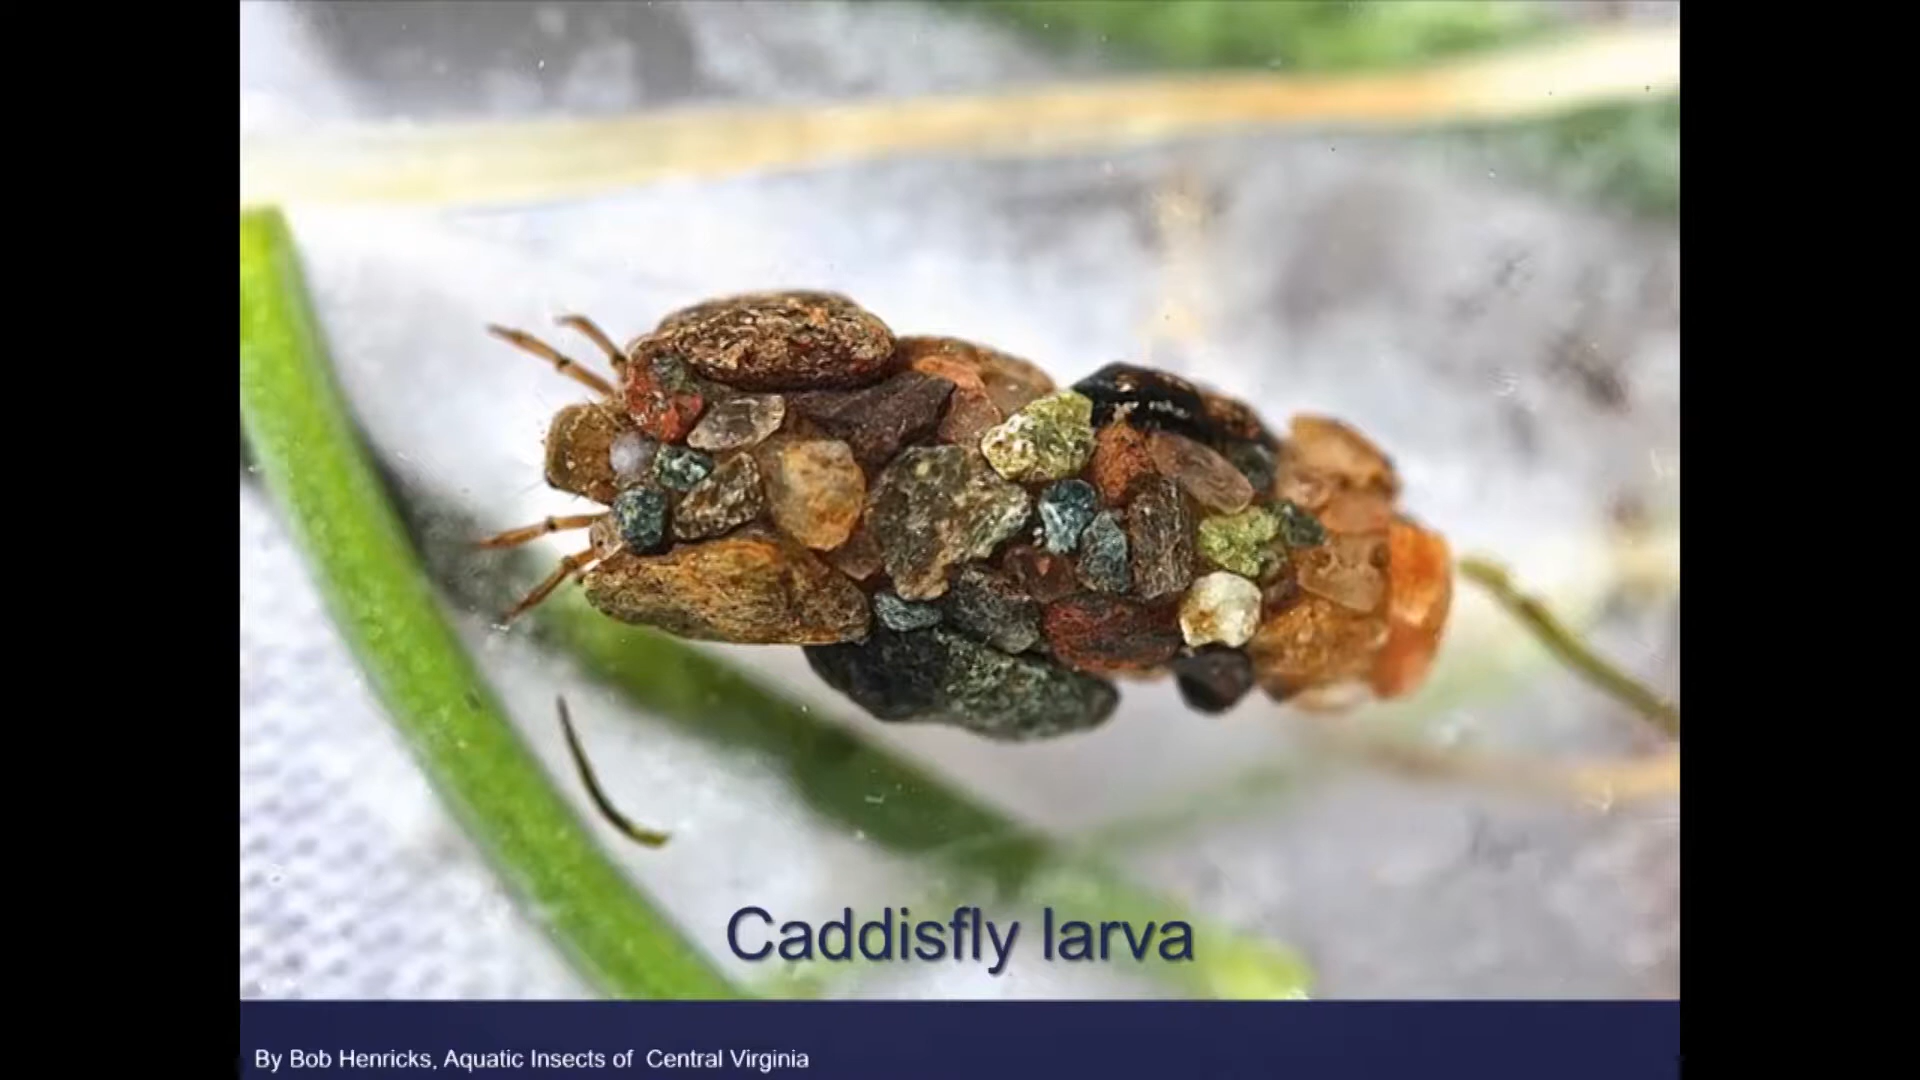 Caddisfly larva
By Bob Henricks, Aquatic Insects of Central Virginia